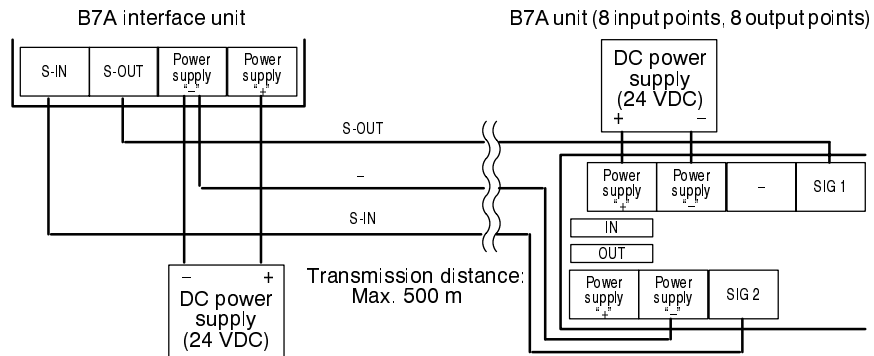 B7A interface unit
B7A unit (8 input points, 8 output points)
S-IN
S-OUT
Power supply "–"
Power supply "+"
DC power
supply
(24 VDC)
+ –
S-OUT
–
S-IN
Power supply "+"
Power supply "–"
–
SIG 1
IN
OUT
Power supply "+"
Power supply "–"
SIG 2
– +
DC power
supply
(24 VDC)
Transmission distance:
Max. 500 m